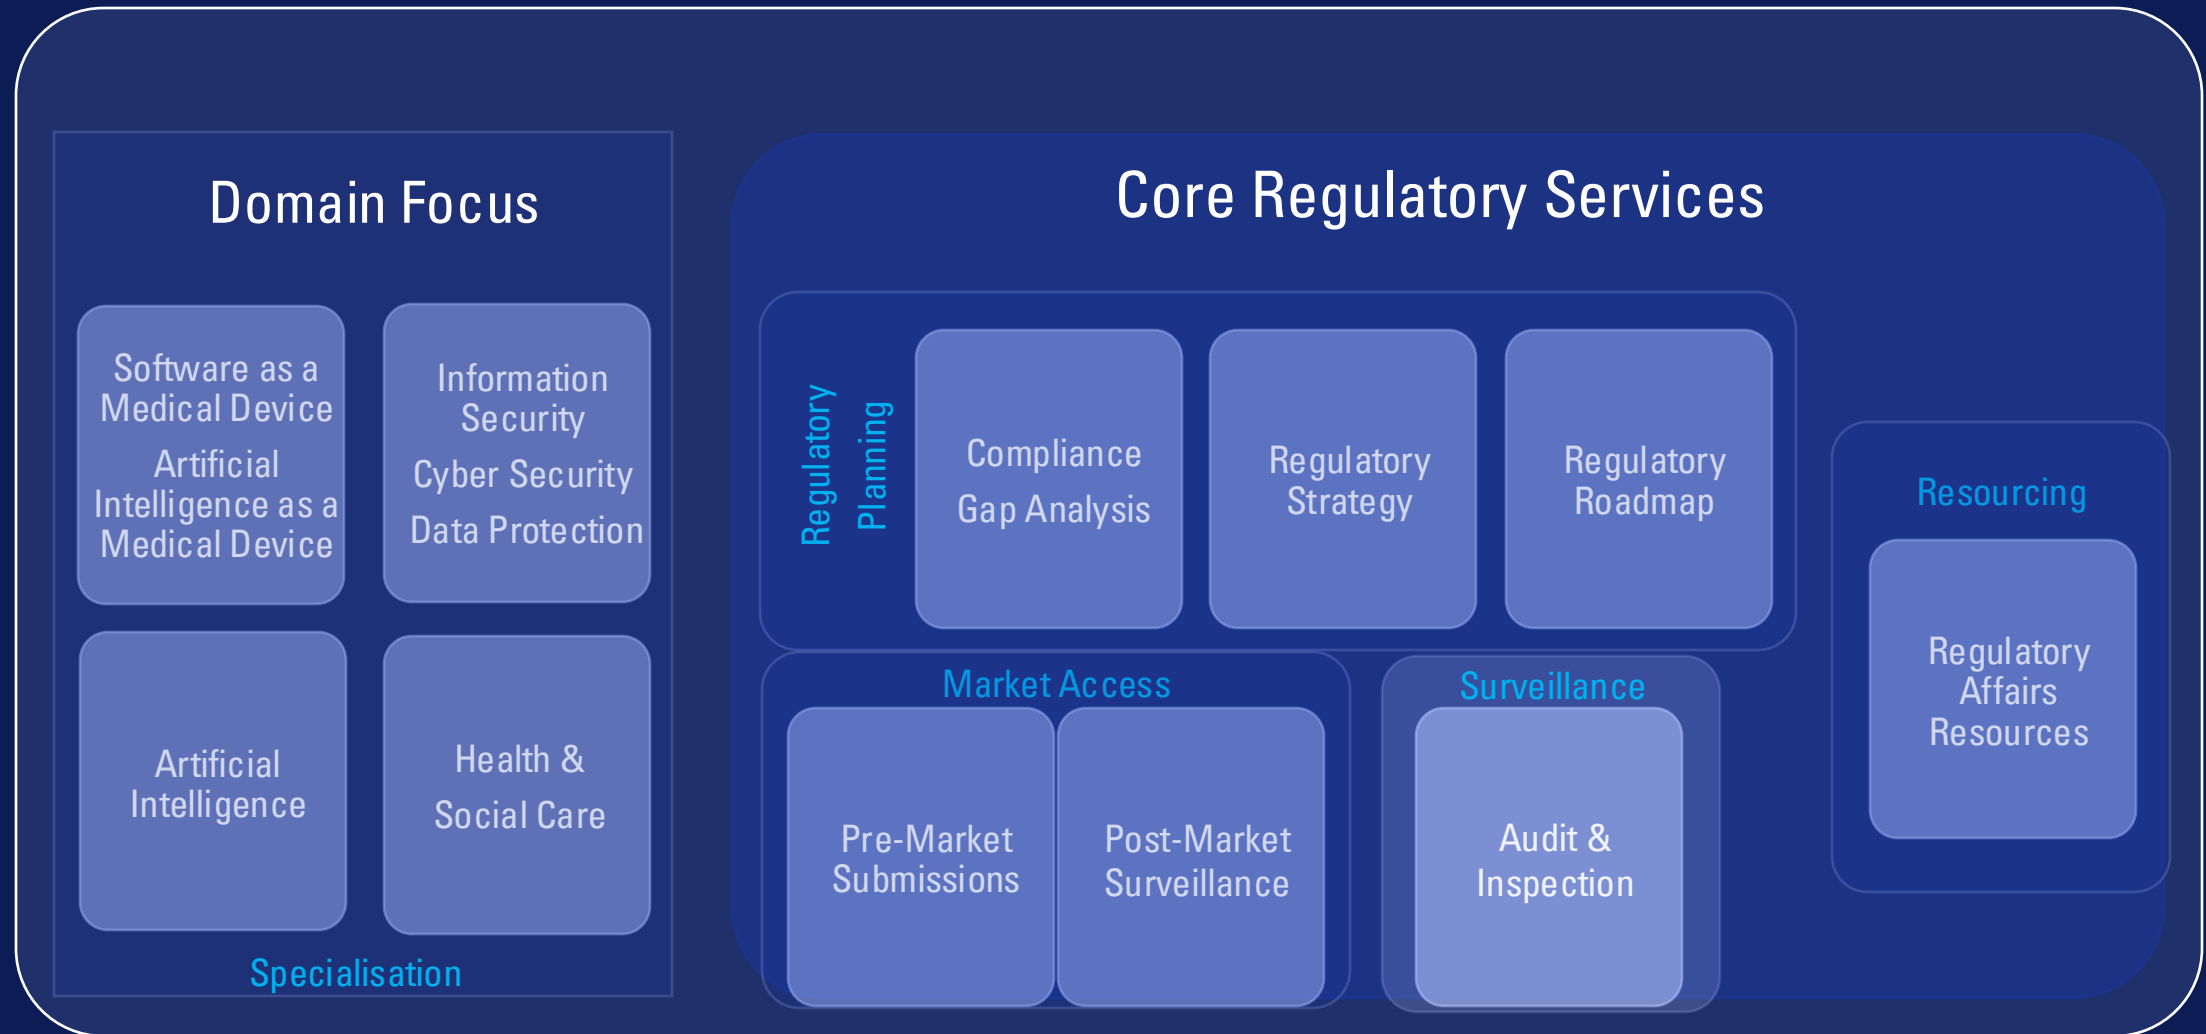 Domain Focus
Software as a
Medical Device
Artificial
Intelligence as a
Medical Device
Information
Security
Cyber Security
Data Protection
Artificial
Intelligence
Health &
Social Care
Specialisation
Core Regulatory Services
Regulatory
Planning
Compliance
Gap Analysis
Regulatory
Strategy
Regulatory
Roadmap
Market Access
Pre-Market
Submissions
Post-Market
Surveillance
Surveillance
Audit &
Inspection
Resourcing
Regulatory
Affairs
Resources